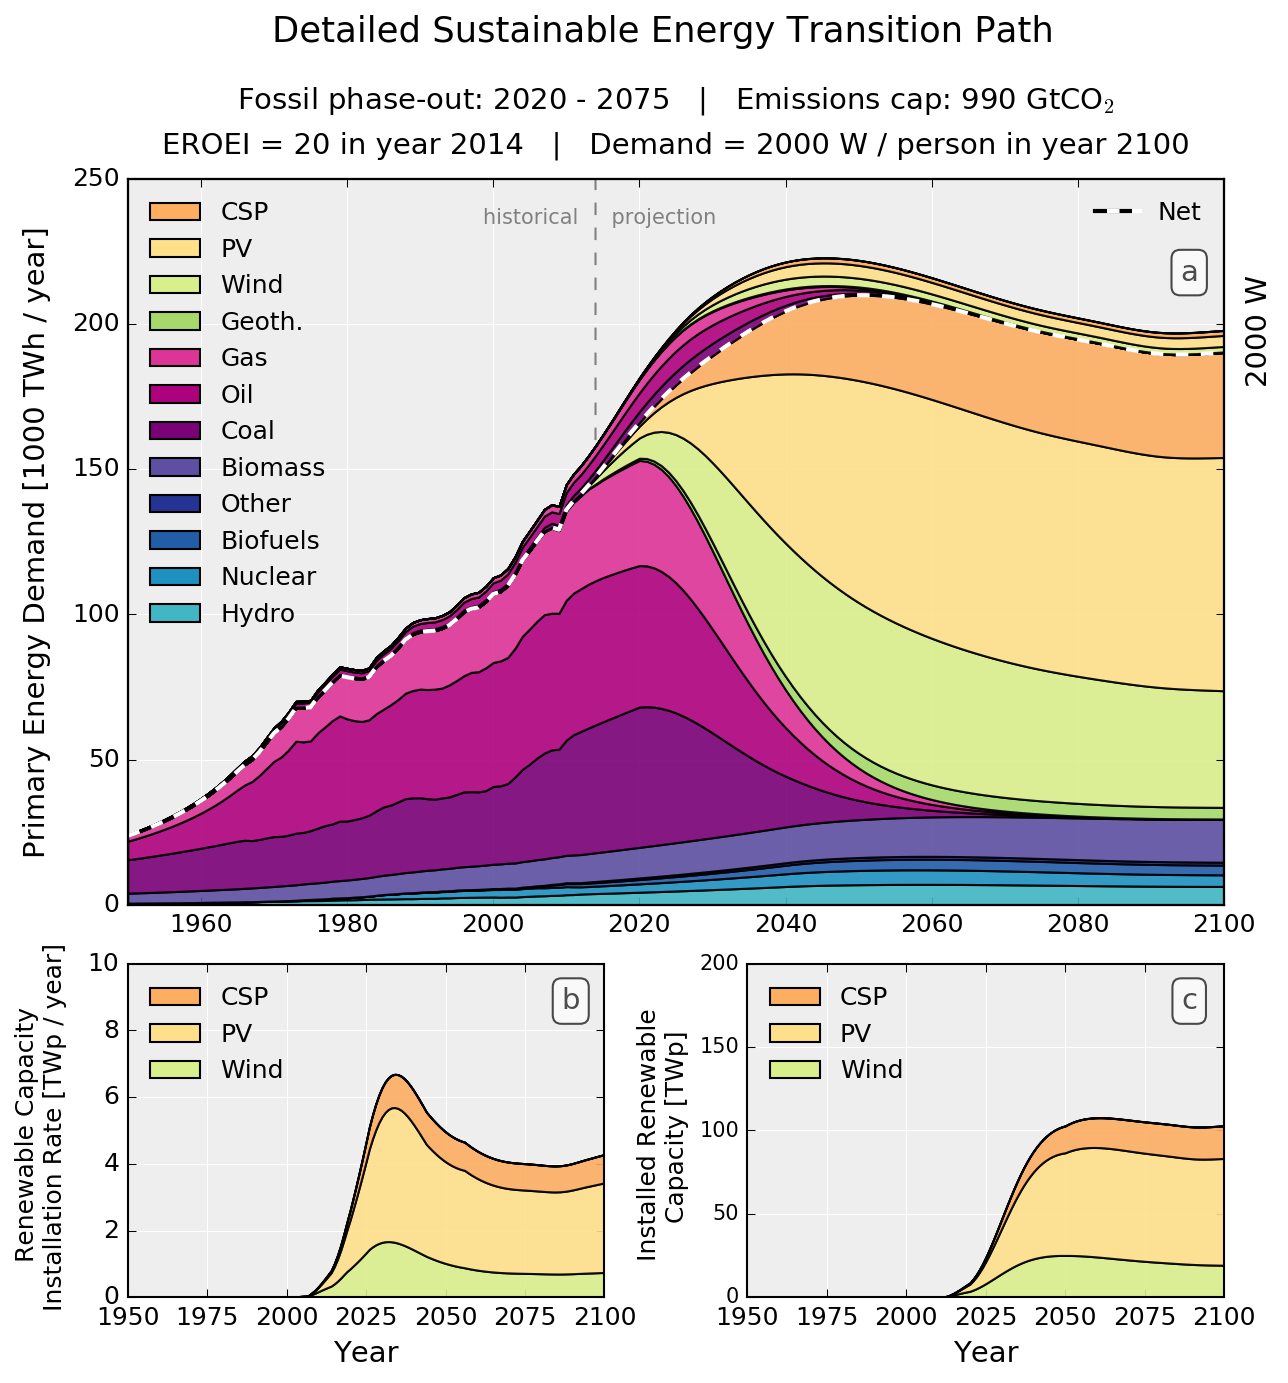 Detailed Sustainable Energy Transition Path
Fossil phase-out: 2020 - 2075 | Emissions cap: 990 GtCO₂
EROEI = 20 in year 2014 | Demand = 2000 W / person in year 2100
Primary Energy Demand [1000 TWh / year]
250
200
150
100
50
0
CSP
PV
Wind
Geoth.
Gas
Oil
Coal
Biomass
Other
Biofuels
Nuclear
Hydro
historical
projection
Net
a
2000 W
1960
1980
2000
2020
2040
2060
2080
2100
Renewable Capacity
Installation Rate [TWp / year]
10
8
6
4
2
0
CSP
PV
Wind
b
1950
1975
2000
2025
2050
2075
2100
Year
Installed Renewable
Capacity [TWp]
200
150
100
50
0
CSP
PV
Wind
c
1950
1975
2000
2025
2050
2075
2100
Year